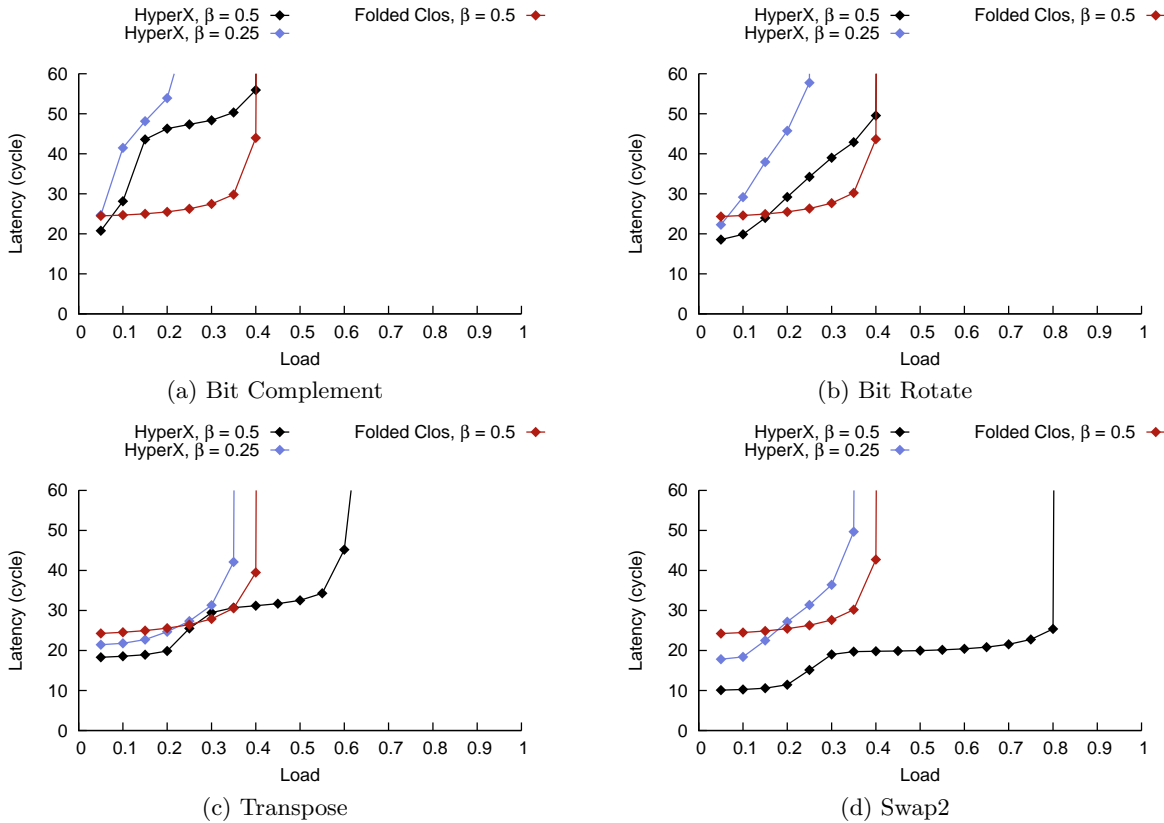 HyperX, β = 0.5
HyperX, β = 0.25
Folded Clos, β = 0.5
60
50
40
30
20
10
0
Latency (cycle)
0 0.1 0.2 0.3 0.4 0.5 0.6 0.7 0.8 0.9 1
Load
(a) Bit Complement
HyperX, β = 0.5
HyperX, β = 0.25
Folded Clos, β = 0.5
60
50
40
30
20
10
0
Latency (cycle)
0 0.1 0.2 0.3 0.4 0.5 0.6 0.7 0.8 0.9 1
Load
(b) Bit Rotate
HyperX, β = 0.5
HyperX, β = 0.25
Folded Clos, β = 0.5
60
50
40
30
20
10
0
Latency (cycle)
0 0.1 0.2 0.3 0.4 0.5 0.6 0.7 0.8 0.9 1
Load
(c) Transpose
HyperX, β = 0.5
HyperX, β = 0.25
Folded Clos, β = 0.5
60
50
40
30
20
10
0
Latency (cycle)
0 0.1 0.2 0.3 0.4 0.5 0.6 0.7 0.8 0.9 1
Load
(d) Swap2